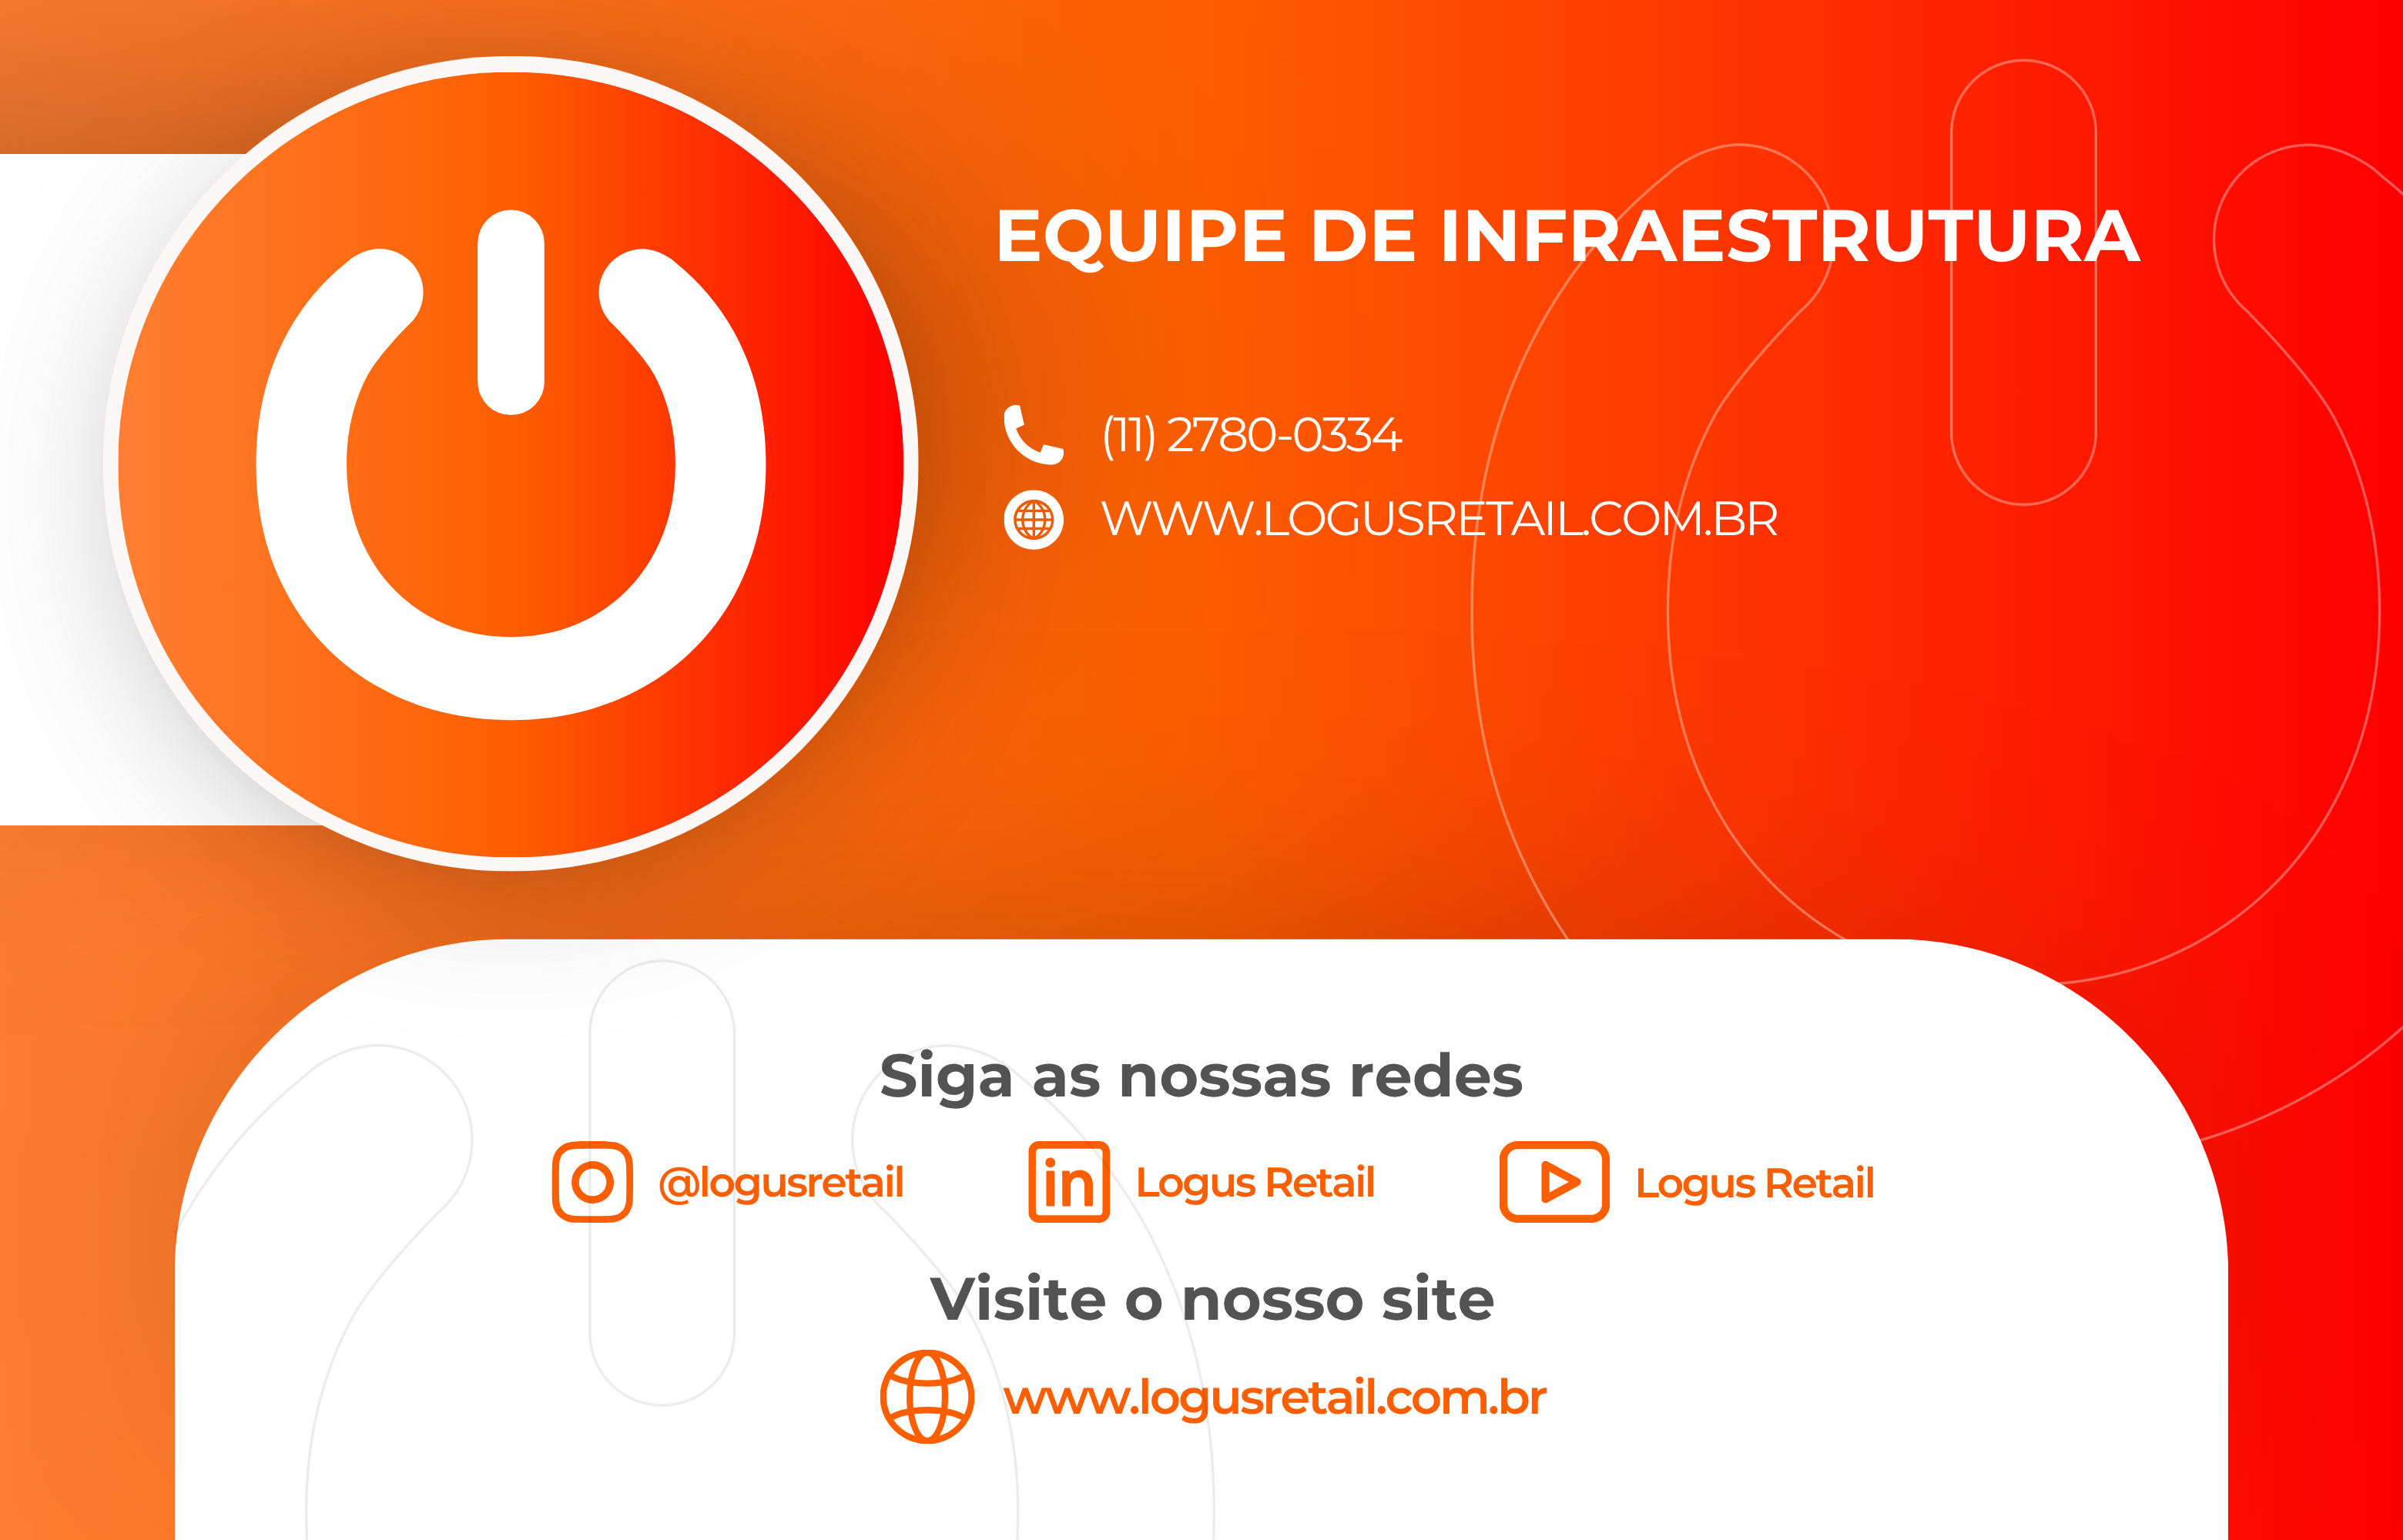 EQUIPE DE INFRAESTRUTURA
(11) 2780-0334
WWW.LOGUSRETAIL.COM.BR
Siga as nossas redes
@logusretail
in Logus Retail
Logus Retail
Visite o nosso site
www.logusretail.com.br